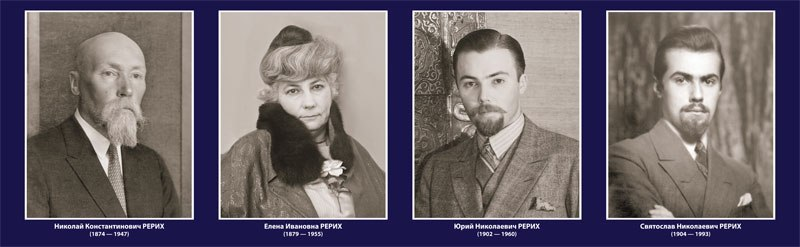 Николай Константинович РЕРИХ
(1874 — 1947)
Елена Ивановна РЕРИХ
(1879 — 1955)
Юрий Николаевич РЕРИХ
(1902 — 1960)
Святослав Николаевич РЕРИХ
(1904 — 1993)